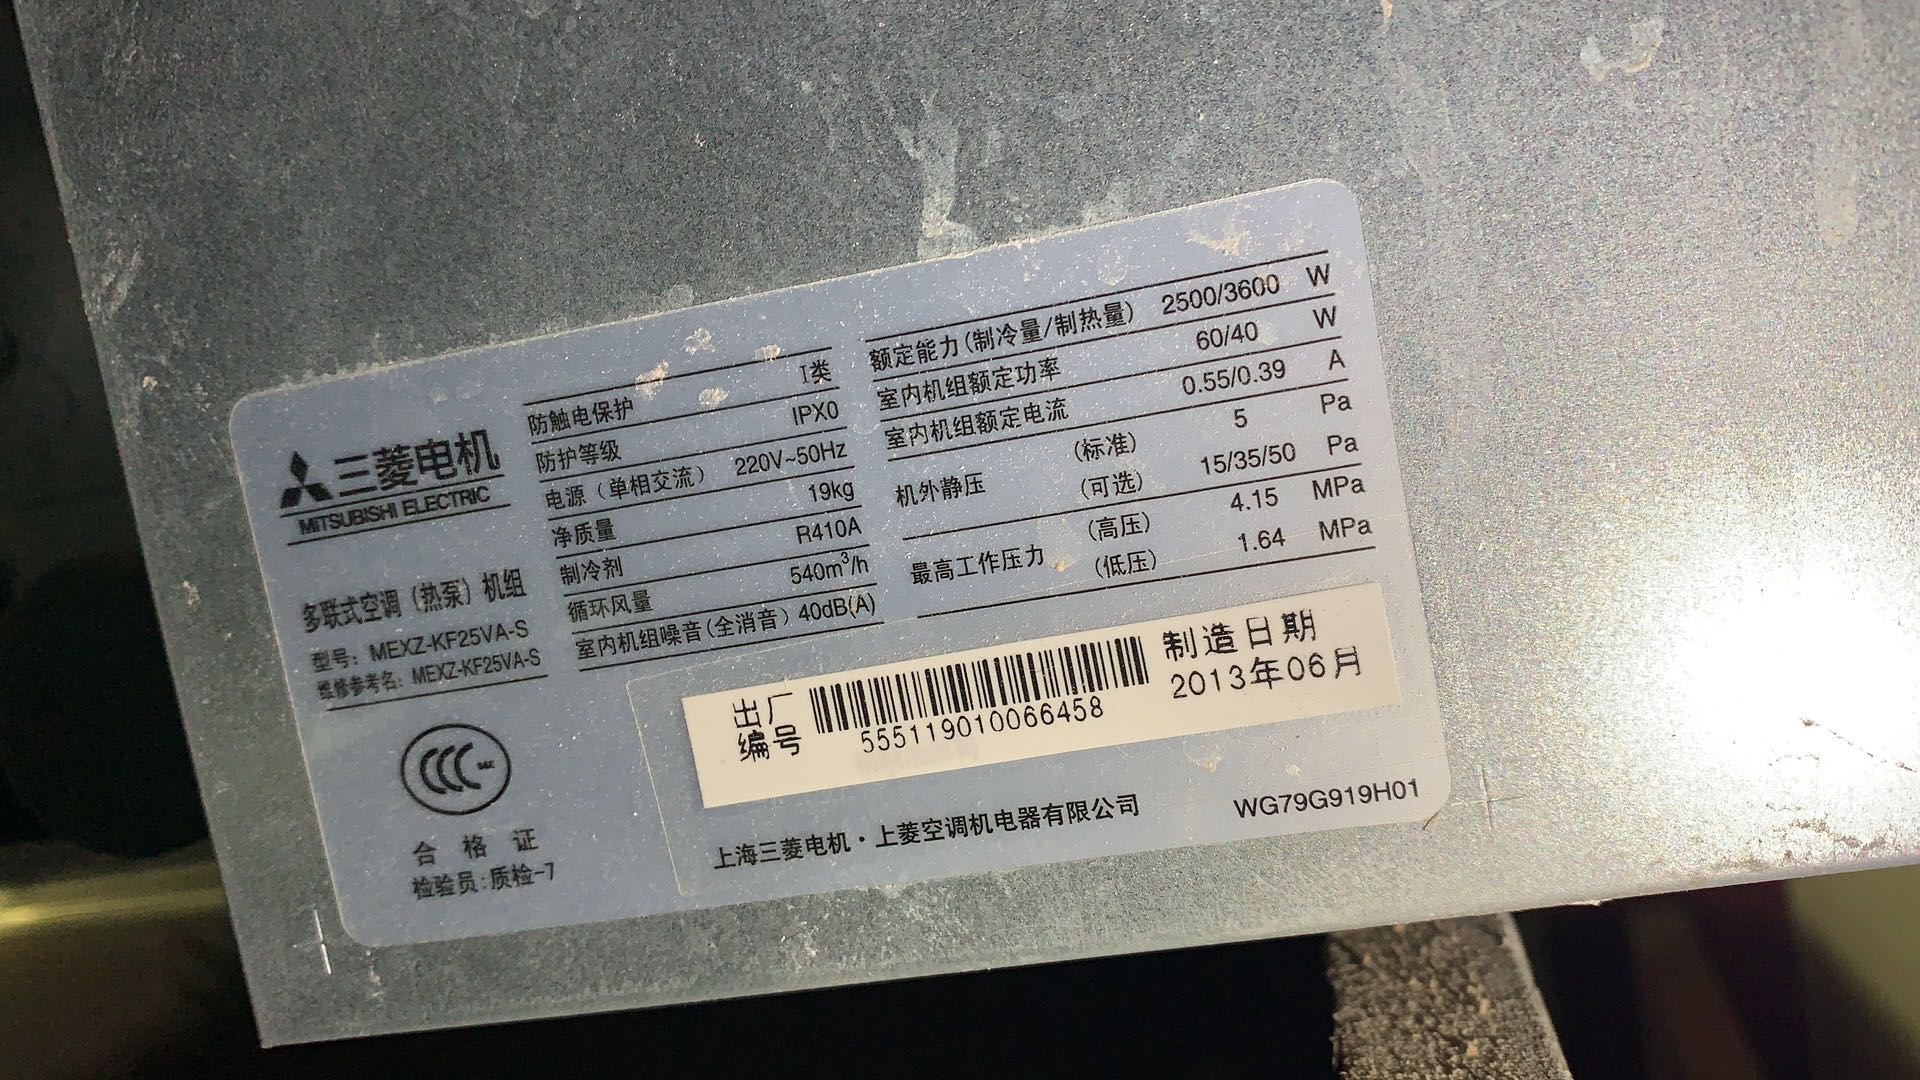 三菱电机
MITSUBISHI ELECTRIC
多联式空调（热泵）机组
型号：MEXZ-KF25VA-S
维修参考名：MEXZ-KF25VA-S
防触电保护 I类
防护等级 IPX0
电源（单相交流） 220V~50Hz
净质量 19kg
制冷剂 R410A
循环风量 540m³/h
室内机组噪音(全消音) 40dB(A)
额定能力(制冷量/制热量) 2500/3600 W
室内机组额定功率 60/40 W
室内机组额定电流 0.55/0.39 A
机外静压 (标准) 5 Pa
(可选) 15/35/50 Pa
最高工作压力 (高压) 4.15 MPa
(低压) 1.64 MPa
CCC S&E
合格证
检验员:质检-7
出厂编号 555119010066458
制造日期
2013年06月
上海三菱电机·上菱空调机电器有限公司
WG79G919H01